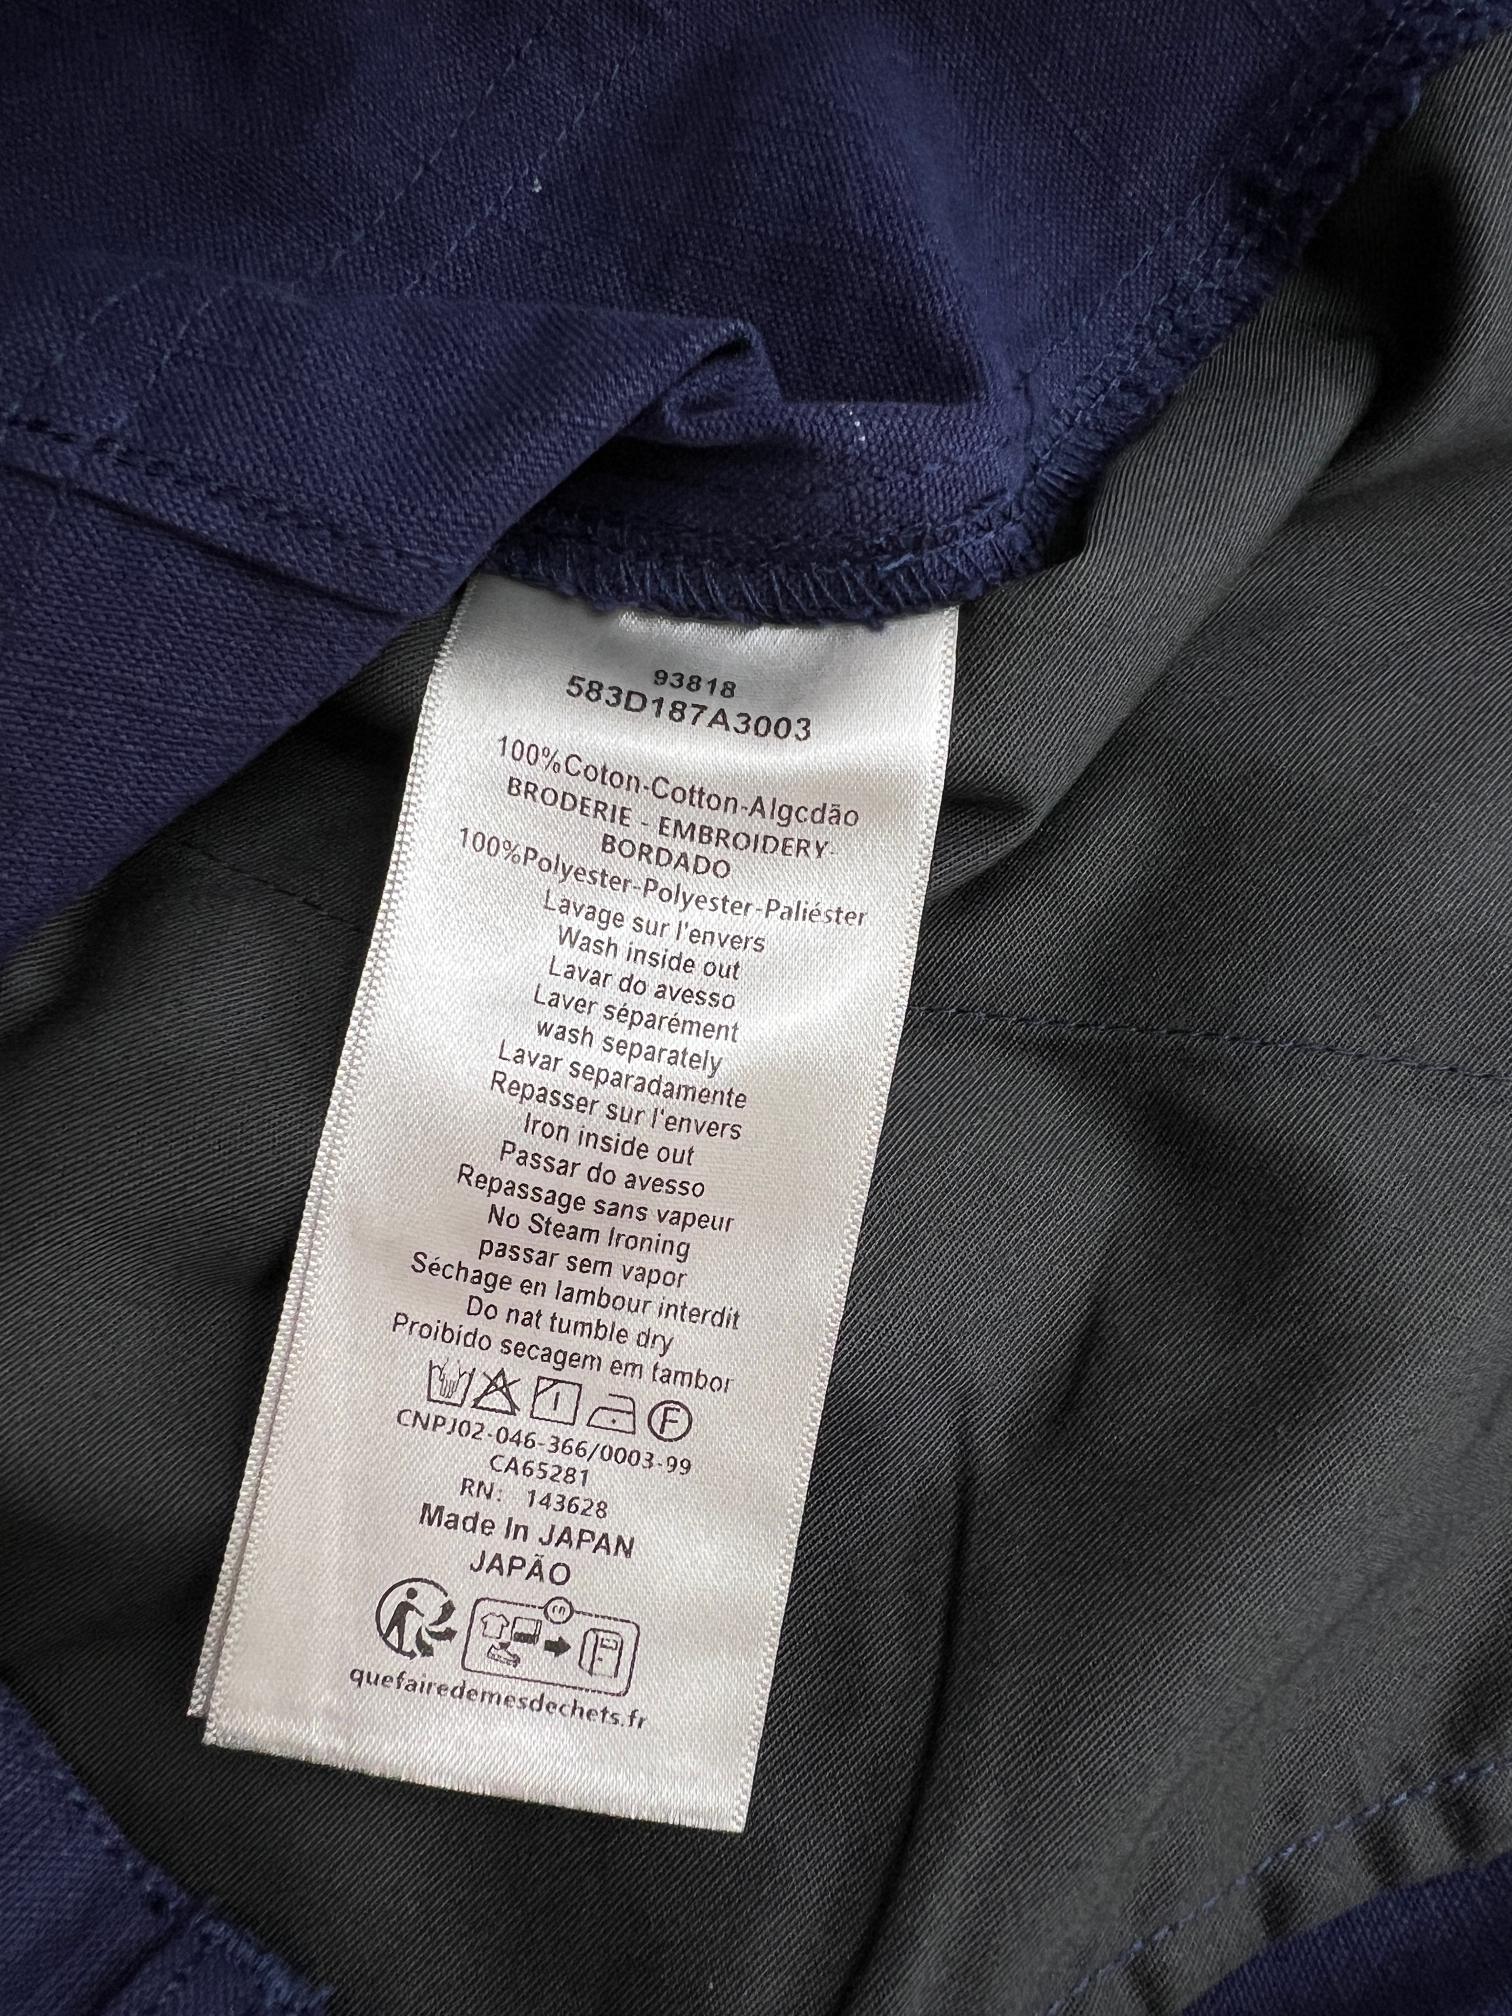 93818
583D187A3003
100%Coton-Cotton-Algcdão
BRODERIE - EMBROIDERY-
BORDADO
100%Polyester-Polyester-Paliéster
Lavage sur l'envers
Wash inside out
Lavar do avesso
Laver séparément
wash separately
Lavar separadamente
Repasser sur l'envers
Iron inside out
Passar do avesso
Repassage sans vapeur
No Steam Ironing
passar sem vapor
Séchage en lambour interdit
Do nat tumble dry
Proibido secagem em tambor
F
CNPJ02-046-366/0003-99
CA65281
RN: 143628
Made In JAPAN
JAPÃO
quefairedemesdechets.fr